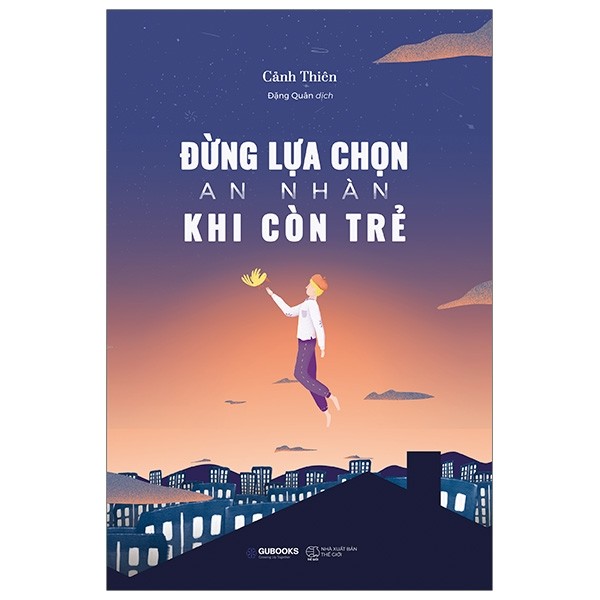 Cảnh Thiên
Đặng Quân dịch
ĐỪNG LỰA CHỌN
AN NHÀN
KHI CÒN TRẺ
GUBOOKS
NHÀ XUẤT BẢN
THẾ GIỚI